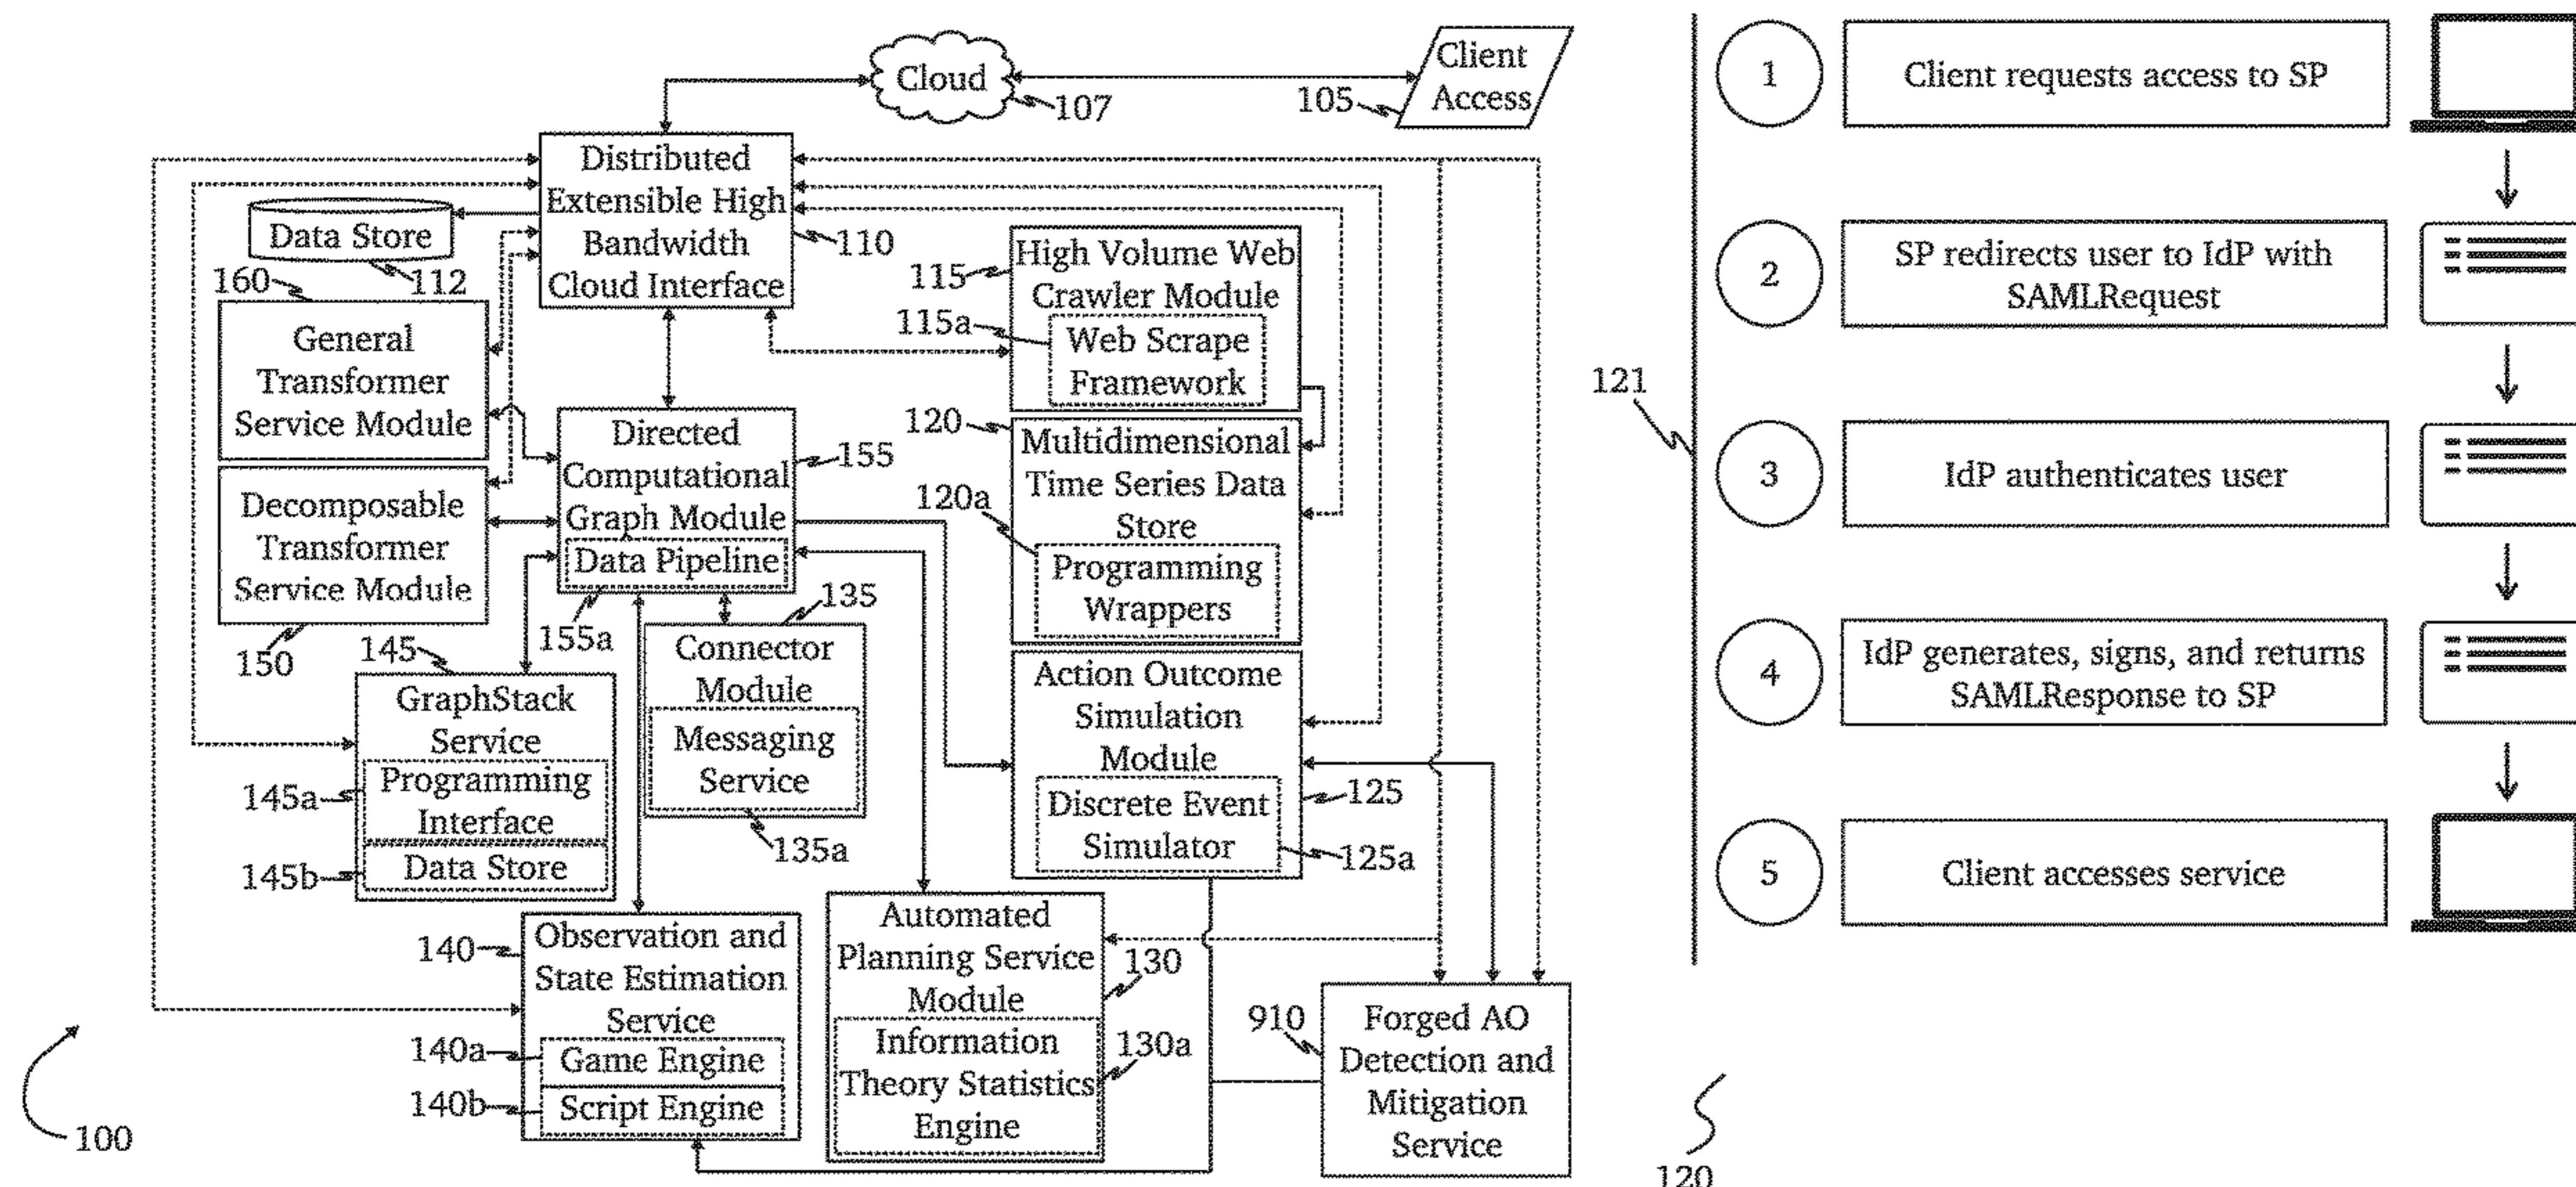 Cloud
107
Client
Access
105
Distributed
Extensible High
Bandwidth
Cloud Interface
110
Data Store
112
160
General
Transformer
Service Module
Decomposable
Transformer
Service Module
150
Directed
Computational
Graph Module
Data Pipeline
155
155a
High Volume Web
Crawler Module
115
115a
Web Scrape
Framework
120
Multidimensional
Time Series Data
Store
120a
Programming
Wrappers
135
Connector
Module
Messaging
Service
135a
145
GraphStack
Service
Programming
Interface
145a
Data Store
145b
Action Outcome
Simulation
Module
125
Discrete Event
Simulator
125a
140
Observation and
State Estimation
Service
140a
Game Engine
140b
Script Engine
Automated
Planning Service
Module
130
Information
Theory Statistics
Engine
130a
910
Forged AO
Detection and
Mitigation
Service
100
121
1
Client requests access to SP
2
SP redirects user to IdP with
SAMLRequest
3
IdP authenticates user
4
IdP generates, signs, and returns
SAMLResponse to SP
5
Client accesses service
120